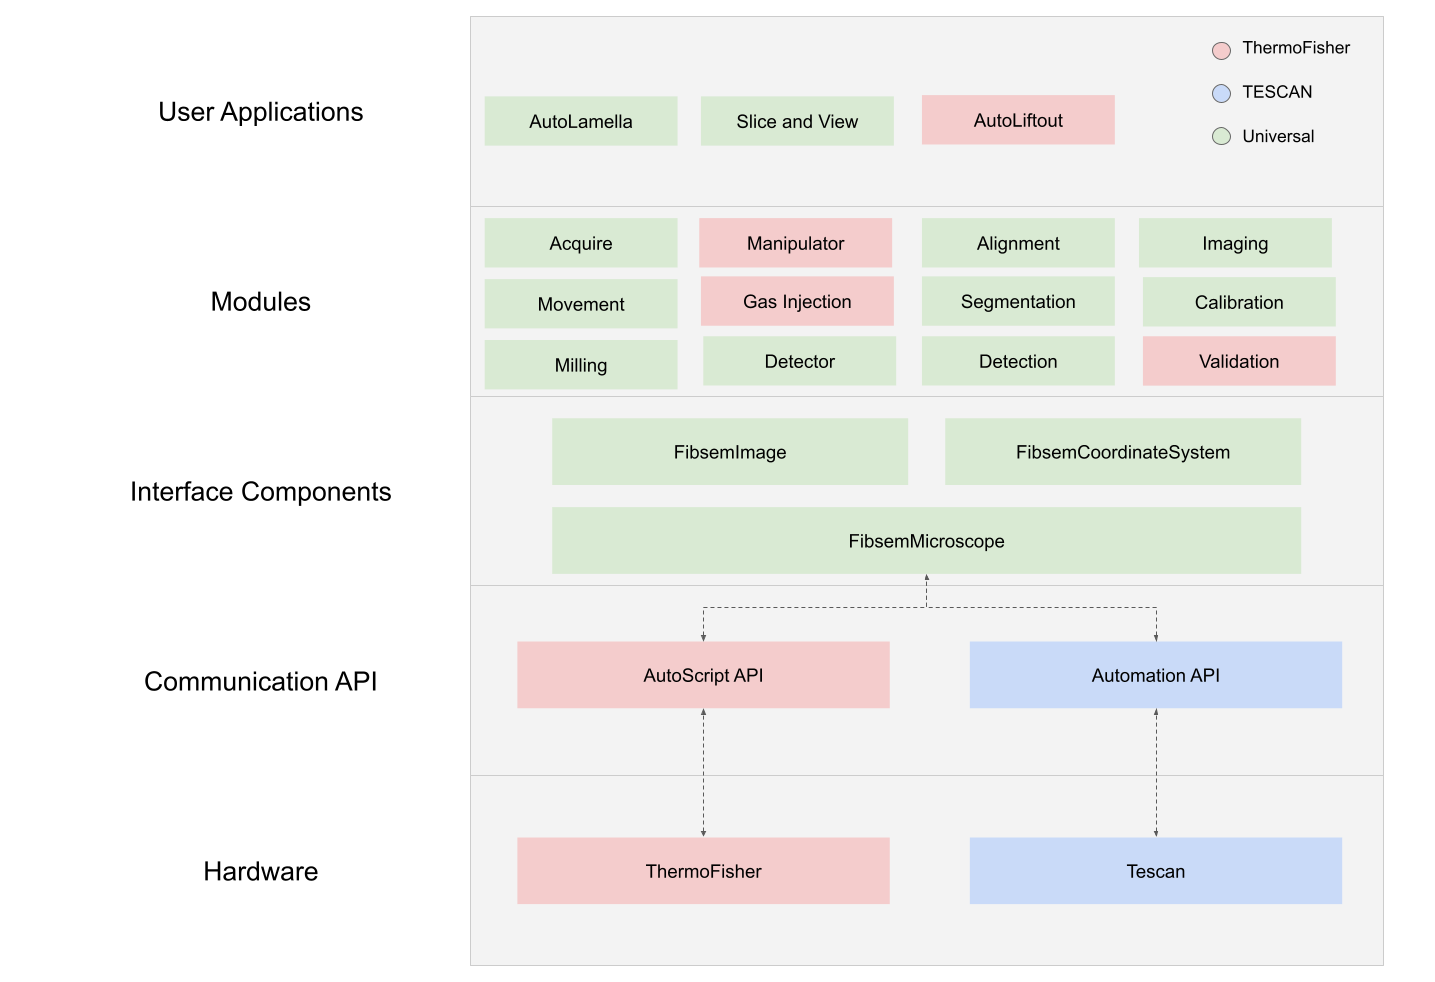 User Applications
ThermoFisher
TESCAN
Universal
AutoLamella
Slice and View
AutoLiftout
Modules
Acquire
Manipulator
Alignment
Imaging
Movement
Gas Injection
Segmentation
Calibration
Milling
Detector
Detection
Validation
Interface Components
FibsemImage
FibsemCoordinateSystem
FibsemMicroscope
Communication API
AutoScript API
Automation API
Hardware
ThermoFisher
Tescan